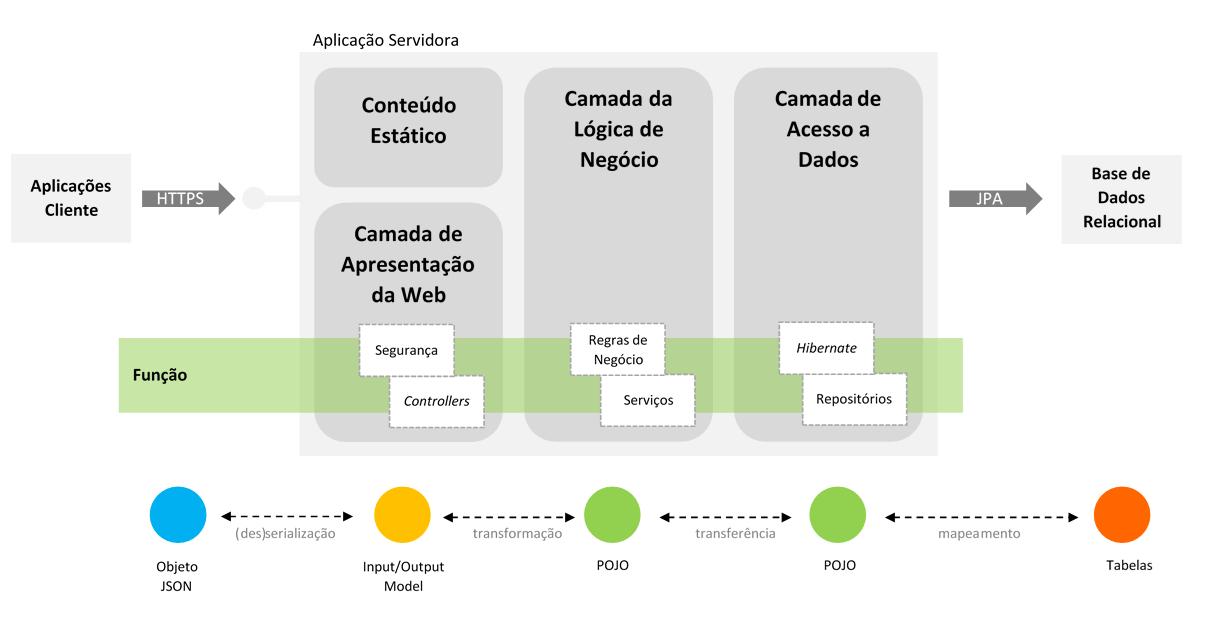 Aplicação Servidora
Conteúdo
Estático
Camada da
Lógica de
Negócio
Camada de
Acesso a
Dados
Aplicações
Cliente
HTTPS
JPA
Base de
Dados
Relacional
Camada de
Apresentação
da Web
Função
Segurança
Controllers
Regras de
Negócio
Serviços
Hibernate
Repositórios
(des)serialização
transformação
transferência
mapeamento
Objeto
JSON
Input/Output
Model
POJO
POJO
Tabelas